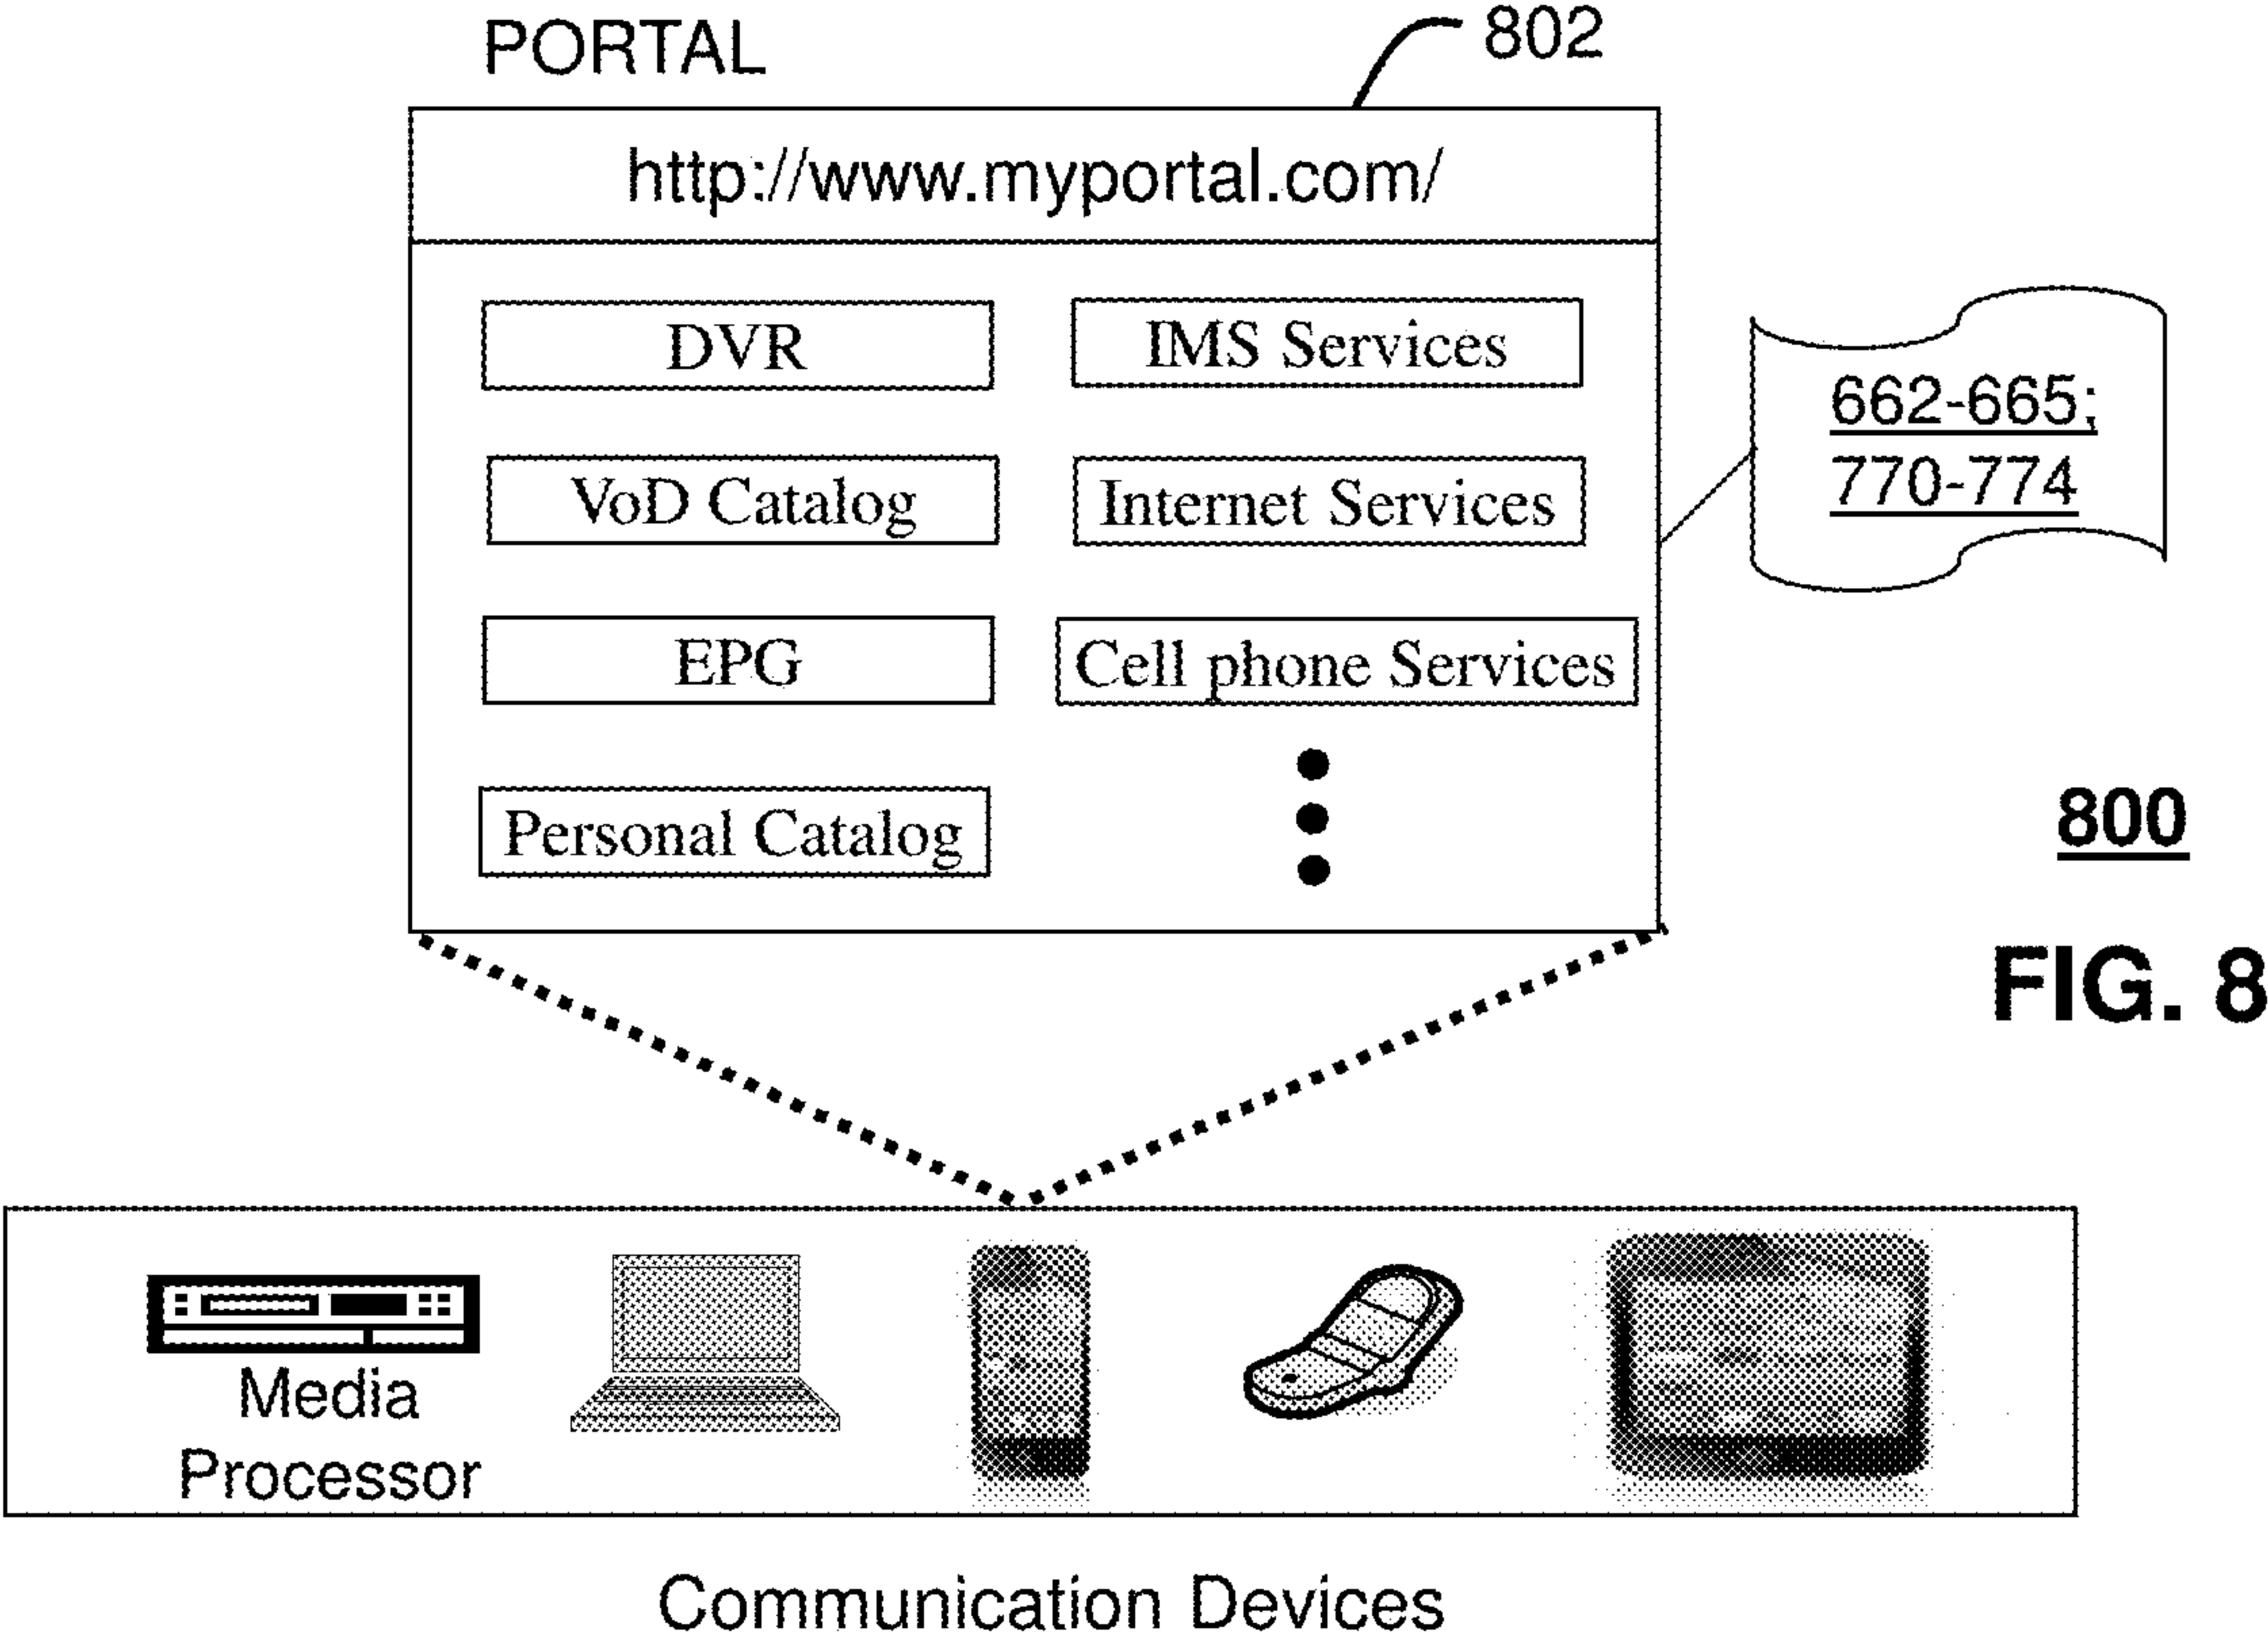 PORTAL
802
http://www.myportal.com/
DVR
IMS Services
VoD Catalog
Internet Services
EPG
Cell phone Services
Personal Catalog
662-665;
770-774
800
FIG. 8
Media
Processor
Communication Devices